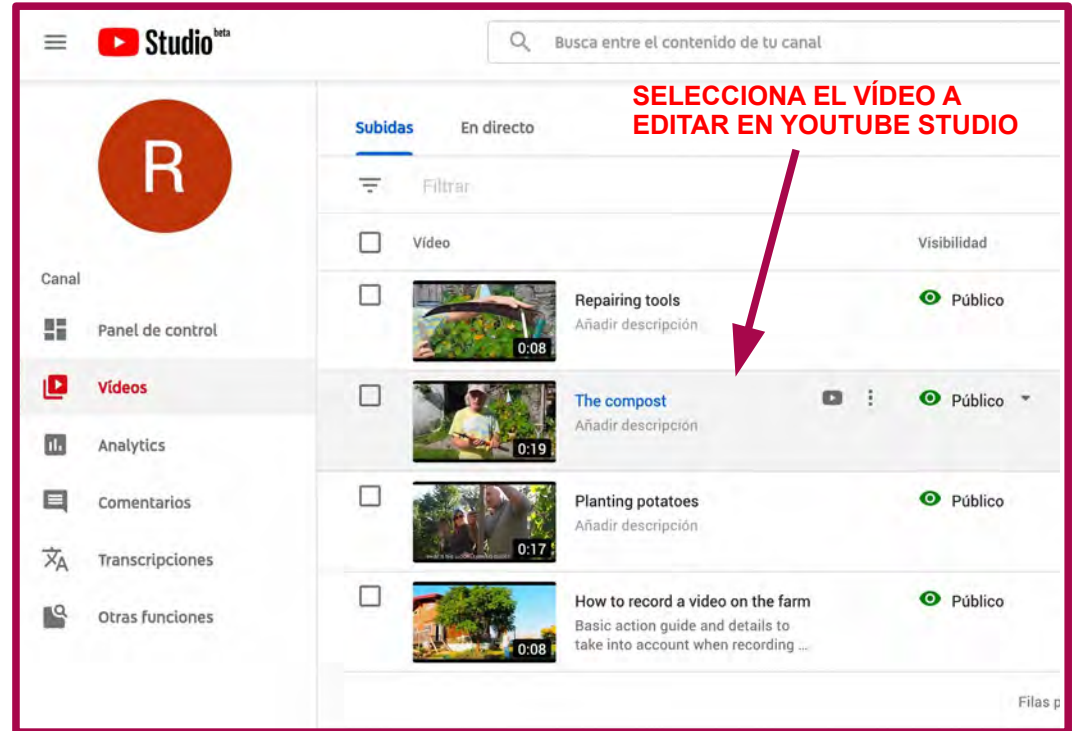 Studio beta
Busca entre el contenido de tu canal
SELECCIONA EL VÍDEO A
EDITAR EN YOUTUBE STUDIO
R
Subidas En directo
Filtrar
Vídeo Visibilidad
Canal
Panel de control
Vídeos
Analytics
Comentarios
Transcripciones
Otras funciones
0:08
Repairing tools
Añadir descripción
Público
0:19
The compost
Añadir descripción
Público
0:17
Planting potatoes
Añadir descripción
Público
0:08
How to record a video on the farm
Basic action guide and details to
take into account when recording ...
Público
Filas p